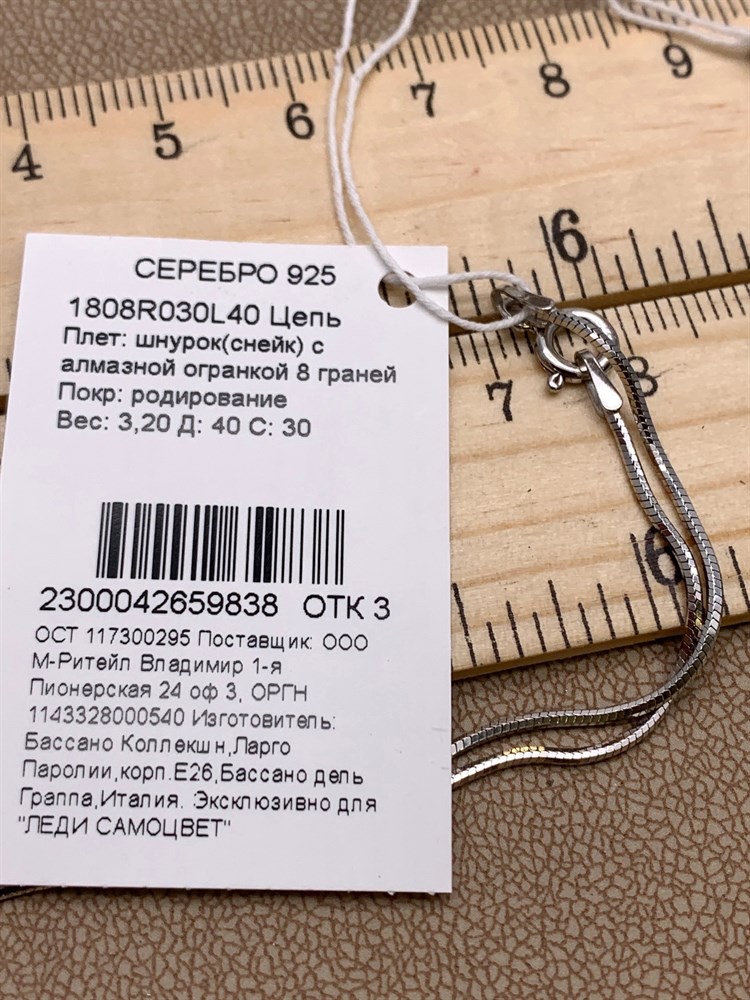 4 5 6 7 8 9
6
7 8
6
СЕРЕБРО 925
1808R030L40 Цепь
Плет: шнурок(снейк) с
алмазной огранкой 8 граней
Покр: родирование
Вес: 3,20 Д: 40 С: 30
2300042659838 ОТК 3
ОСТ 117300295 Поставщик: ООО
М-Ритейл Владимир 1-я
Пионерская 24 оф 3, ОРГН
1143328000540 Изготовитель:
Бассано Коллекшн,Ларго
Паролии,корп.Е26,Бассано дель
Граппа,Италия. Эксклюзивно для
"ЛЕДИ САМОЦВЕТ"